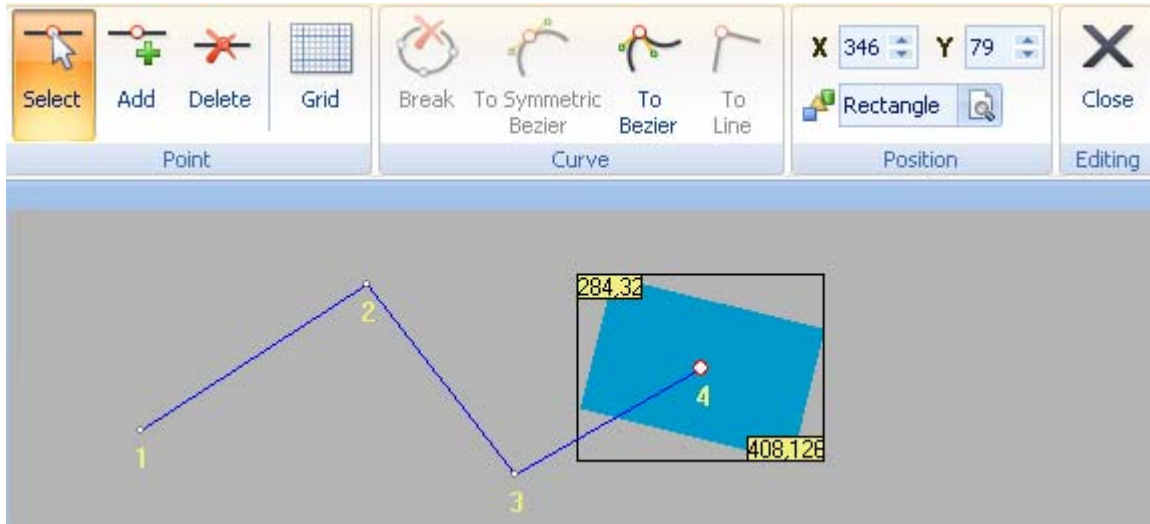 X 346 Y 79
Select Add Delete Grid Break To Symmetric Bezier To Bezier To Line Rectangle Close
Point Curve Position Editing
284,32
2
4
1
408,126
3